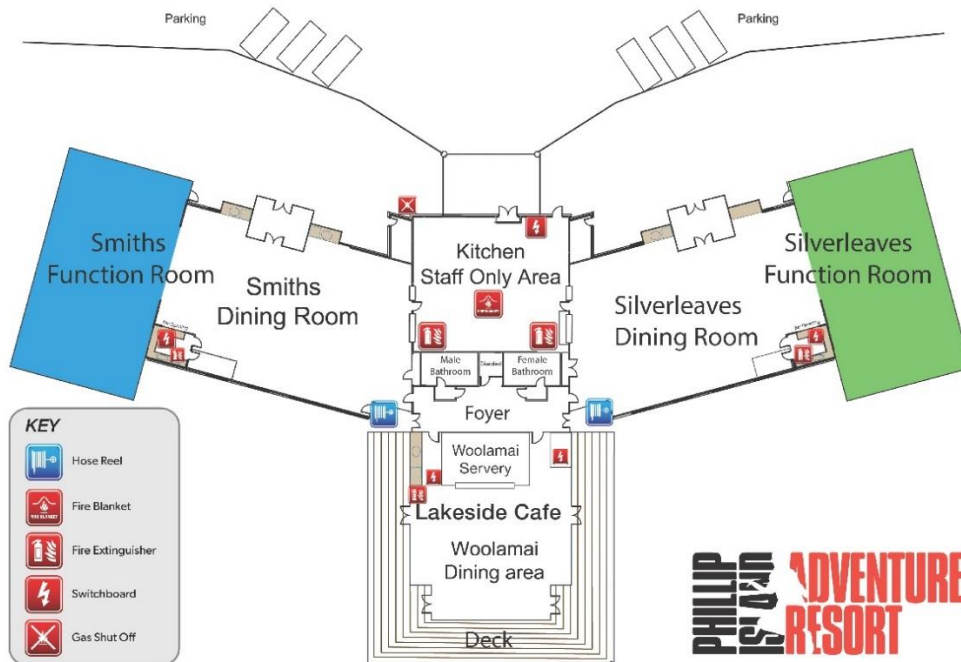 Parking
Parking
Smiths
Function Room
Smiths
Dining Room
Kitchen
Staff Only Area
Silverleaves
Dining Room
Silverleaves
Function Room
Male
Bathroom
Female
Bathroom
Foyer
Woolamai
Servery
Lakeside Cafe
Woolamai
Dining area
Deck
KEY
Hose Reel
FIRE BLANKET
Fire Blanket
Fire Extinguisher
Switchboard
Gas Shut Off
PHILLIP
ISLAND
ADVENTURE
RESORT